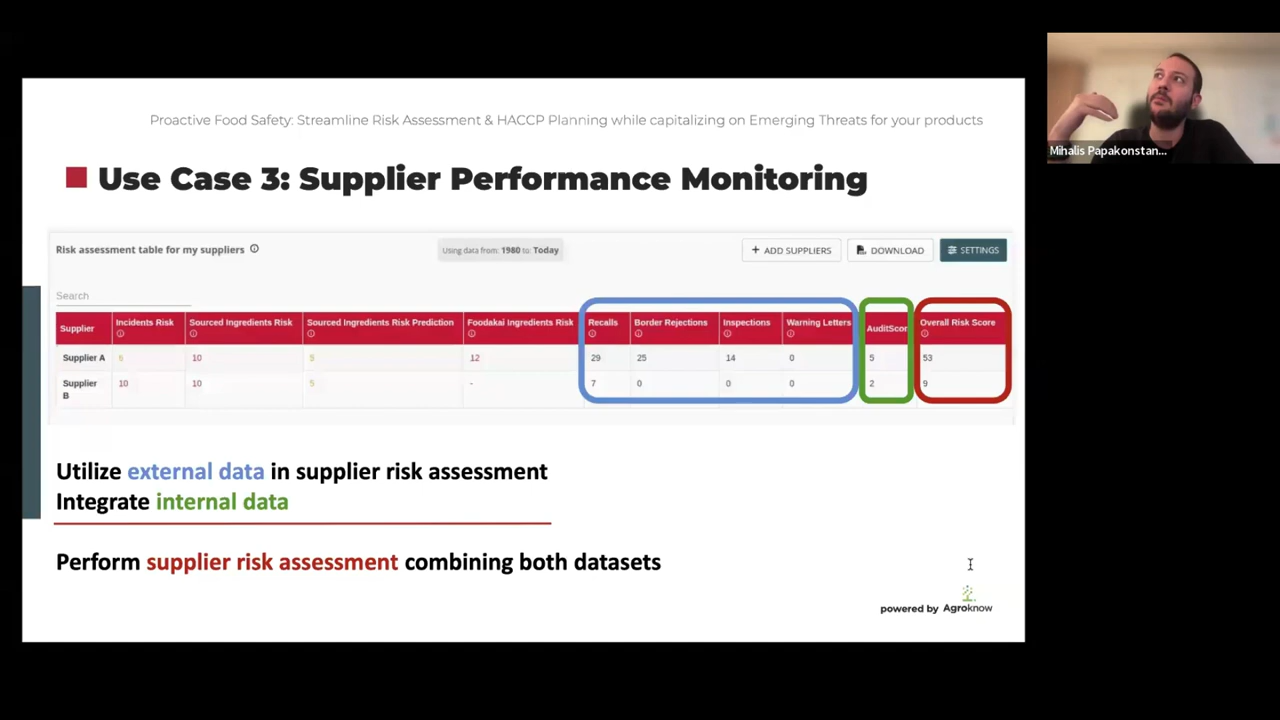 Proactive Food Safety: Streamline Risk Assessment & HACCP Planning while capitalizing on Emerging Threats for your products
Use Case 3: Supplier Performance Monitoring
Risk assessment table for my suppliers
Using data from: 1980 to: Today
+ ADD SUPPLIERS
DOWNLOAD
SETTINGS
Search
Supplier Incidents Risk Sourced Ingredients Risk Sourced Ingredients Risk Prediction Foodakai Ingredients Risk Recalls Border Rejections Inspections Warning Letters AuditScor Overall Risk Score
Supplier A 5 10 5 12 29 25 14 0 5 53
Supplier B 10 10 5 - 7 0 0 0 2 9
Utilize external data in supplier risk assessment
Integrate internal data
Perform supplier risk assessment combining both datasets
powered by Agroknow
Mihalis Papakonstan...